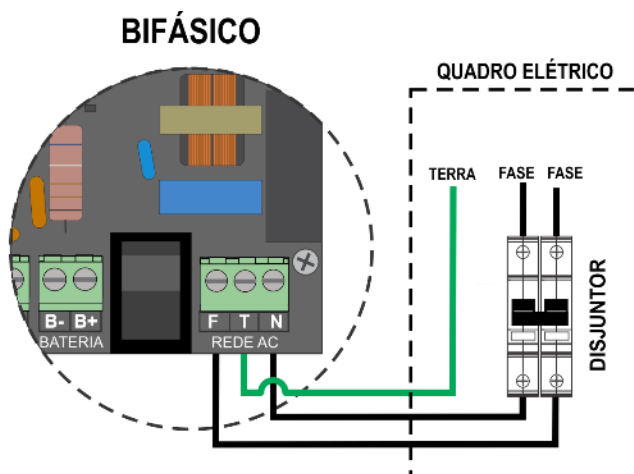 BIFÁSICO
QUADRO ELÉTRICO
TERRA
FASE
FASE
DISJUNTOR
B- B+
BATERIA
F T N
REDE AC